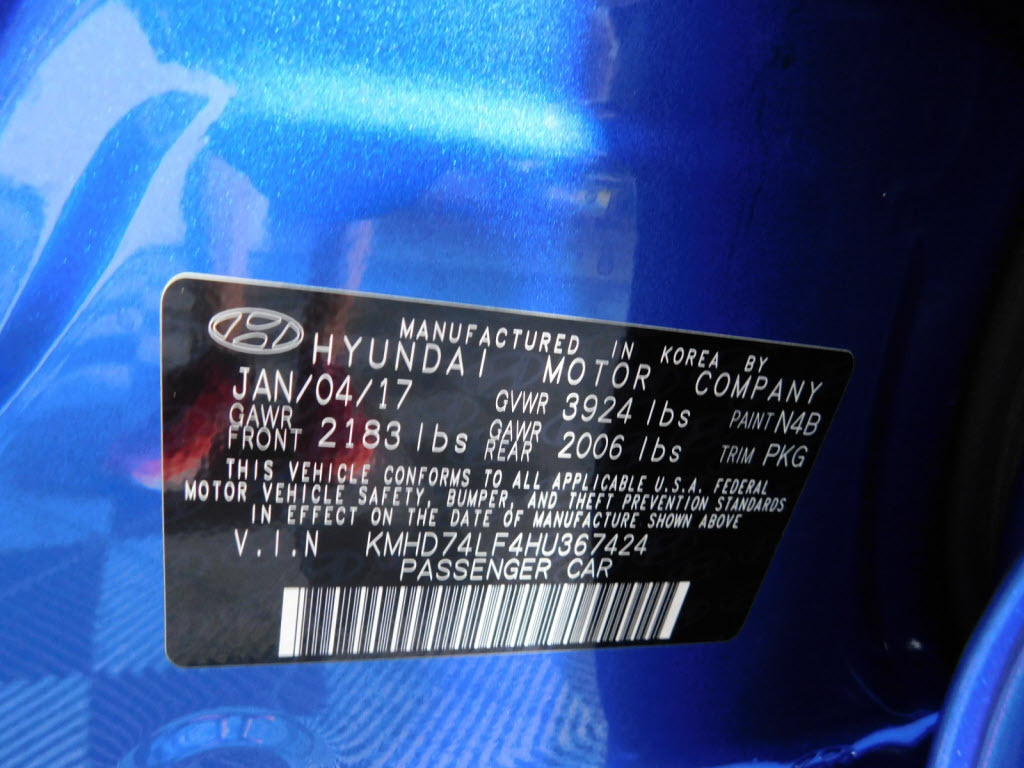 MANUFACTURED IN KOREA BY
HYUNDAI MOTOR COMPANY
JAN/04/17 GVWR 3924 lbs PAINT N4B
GAWR FRONT 2183 lbs GAWR REAR 2006 lbs TRIM PKG
THIS VEHICLE CONFORMS TO ALL APPLICABLE U.S.A. FEDERAL
MOTOR VEHICLE SAFETY, BUMPER, AND THEFT PREVENTION STANDARDS
IN EFFECT ON THE DATE OF MANUFACTURE SHOWN ABOVE
V.I.N KMHD74LF4HU367424
PASSENGER CAR